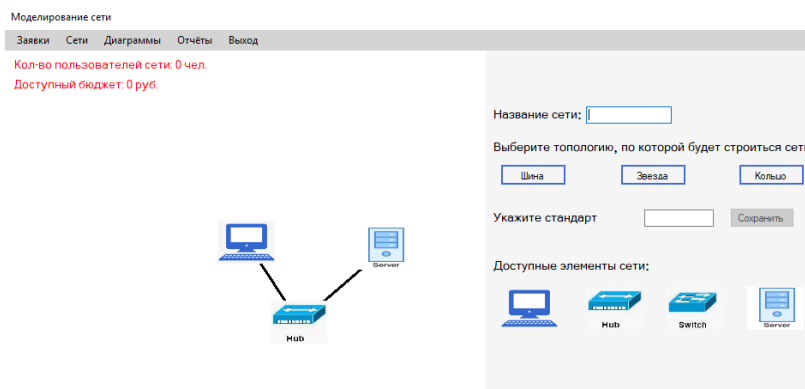 Моделирование сети
Заявки Сети Диаграммы Отчёты Выход
Кол-во пользователей сети: 0 чел.
Доступный бюджет: 0 руб.
Название сети:
Выберите топологию, по которой будет строиться сет
Шина Звезда Кольцо
Укажите стандарт Сохранить
Доступные элементы сети:
Server
Hub
Hub Switch Server